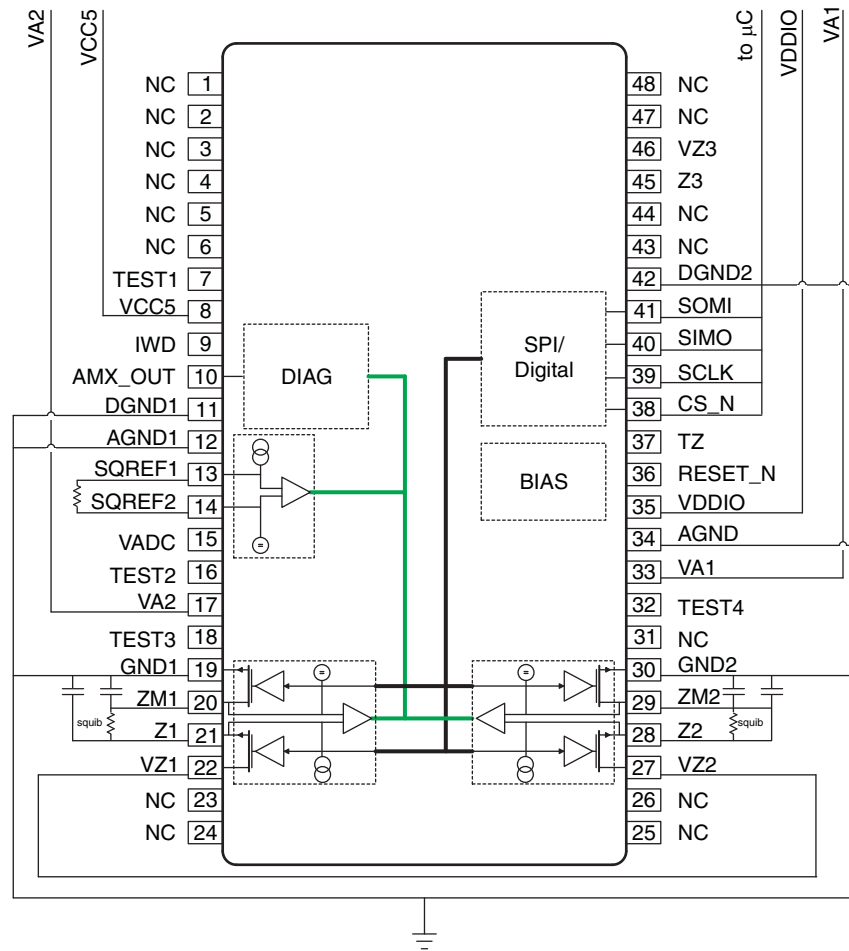 VA2
VCC5
to µC
VDDIO
VA1
NC 1
NC 2
NC 3
NC 4
NC 5
NC 6
TEST1 7
VCC5 8
IWD 9
AMX_OUT 10
DGND1 11
AGND1 12
SQREF1 13
SQREF2 14
VADC 15
TEST2 16
VA2 17
TEST3 18
GND1 19
ZM1 20
squib
Z1 21
VZ1 22
NC 23
NC 24
DIAG
=
SPI/
Digital
BIAS
=
=
48 NC
47 NC
46 VZ3
45 Z3
44 NC
43 NC
42 DGND2
41 SOMI
40 SIMO
39 SCLK
38 CS_N
37 TZ
36 RESET_N
35 VDDIO
34 AGND
33 VA1
32 TEST4
31 NC
30 GND2
29 ZM2
squib
28 Z2
27 VZ2
26 NC
25 NC